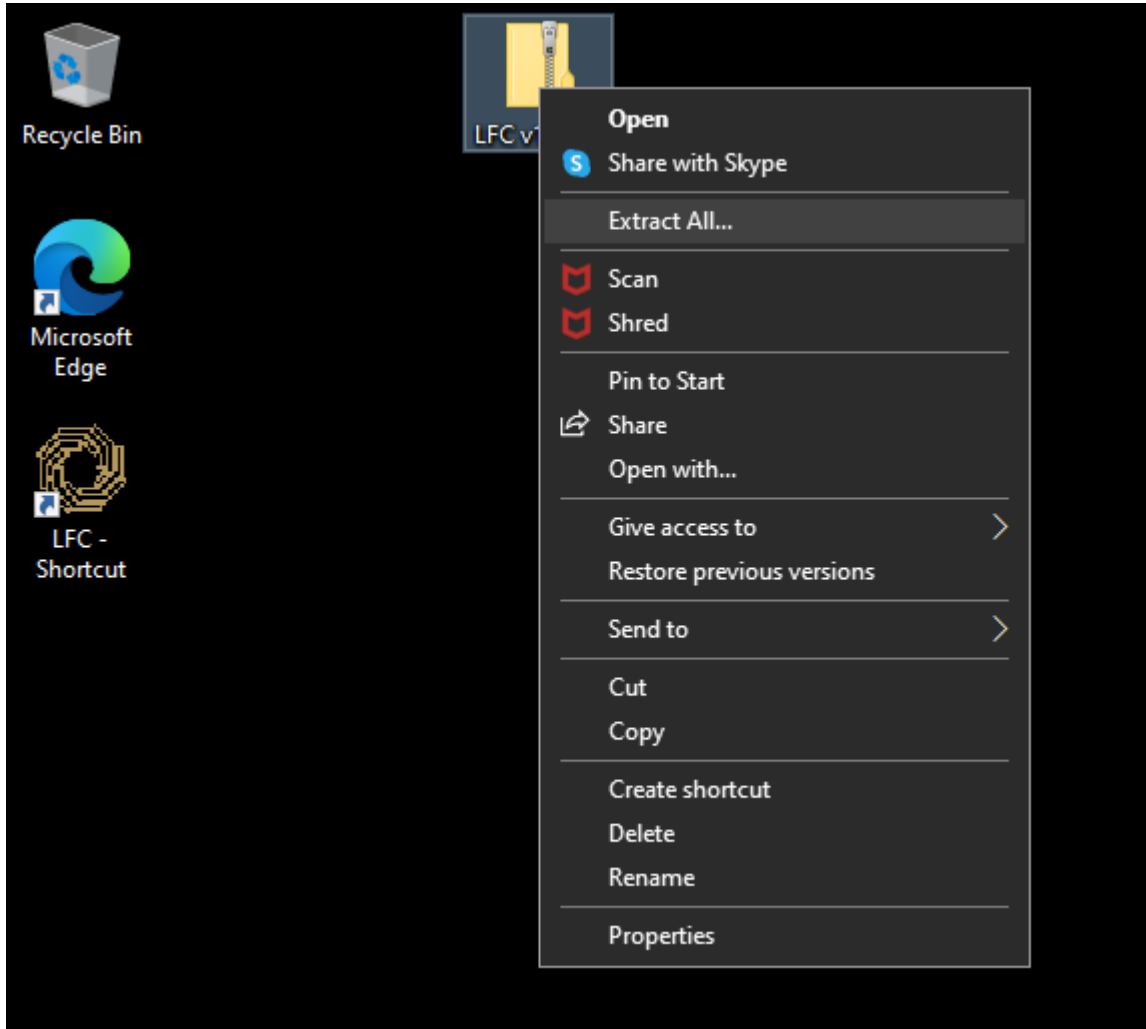 Recycle Bin
Microsoft
Edge
LFC -
Shortcut
LFC
Open
S
Share with Skype
Extract All...
Scan
Shred
Pin to Start
Share
Open with...
Give access to
Restore previous versions
Send to
Cut
Copy
Create shortcut
Delete
Rename
Properties